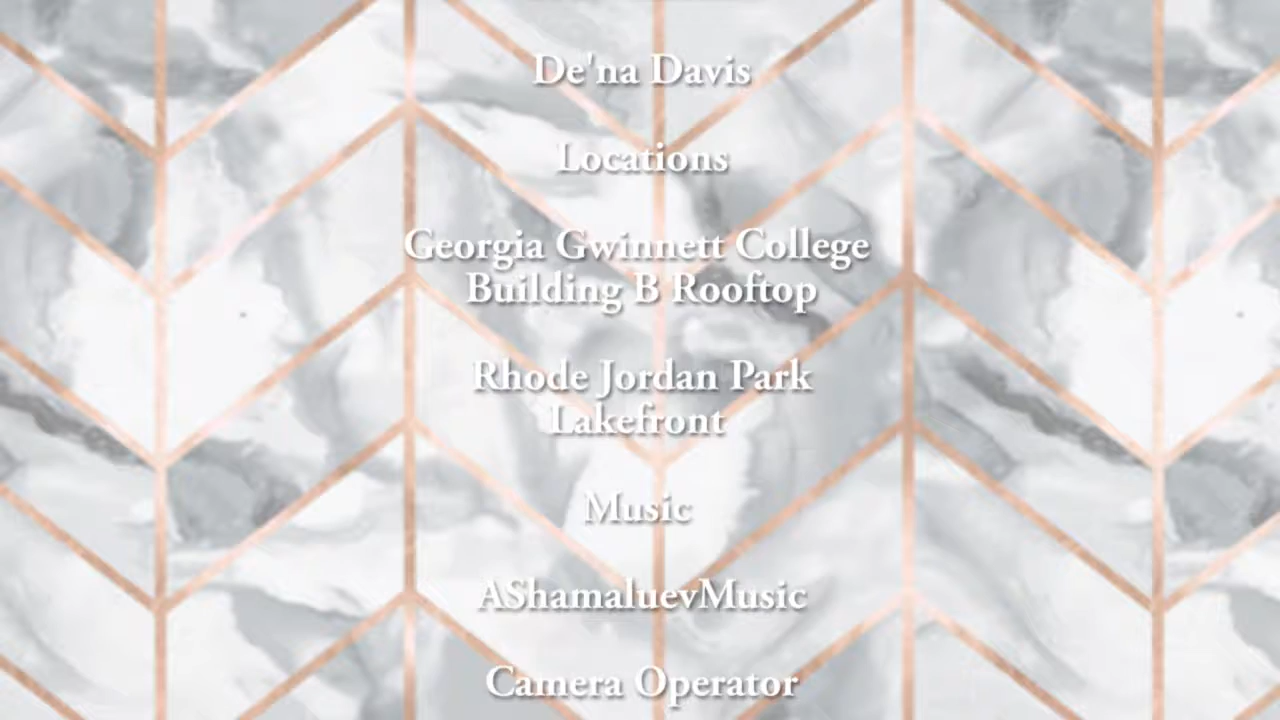 De'na Davis
Locations
Georgia Gwinnett College
Building B Rooftop
Rhode Jordan Park
Lakefront
Music
AShamaluevMusic
Camera Operator